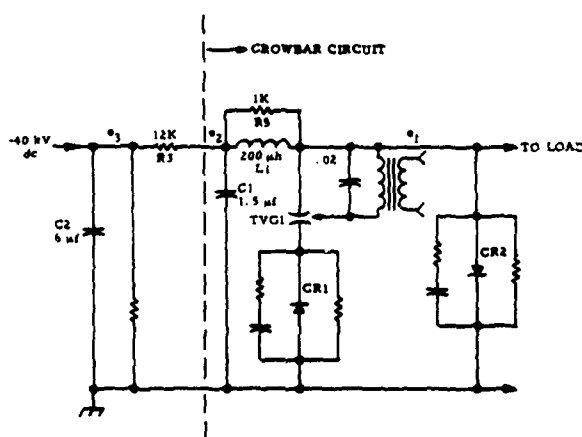 CROWBAR CIRCUIT
1K
R5
-40 kV
dc
e3
12K
R3
e2
200 μh
L1
.02
e1
TO LOAD
C1
1.5 μf
TVG1
C2
6 μf
CR1
CR2